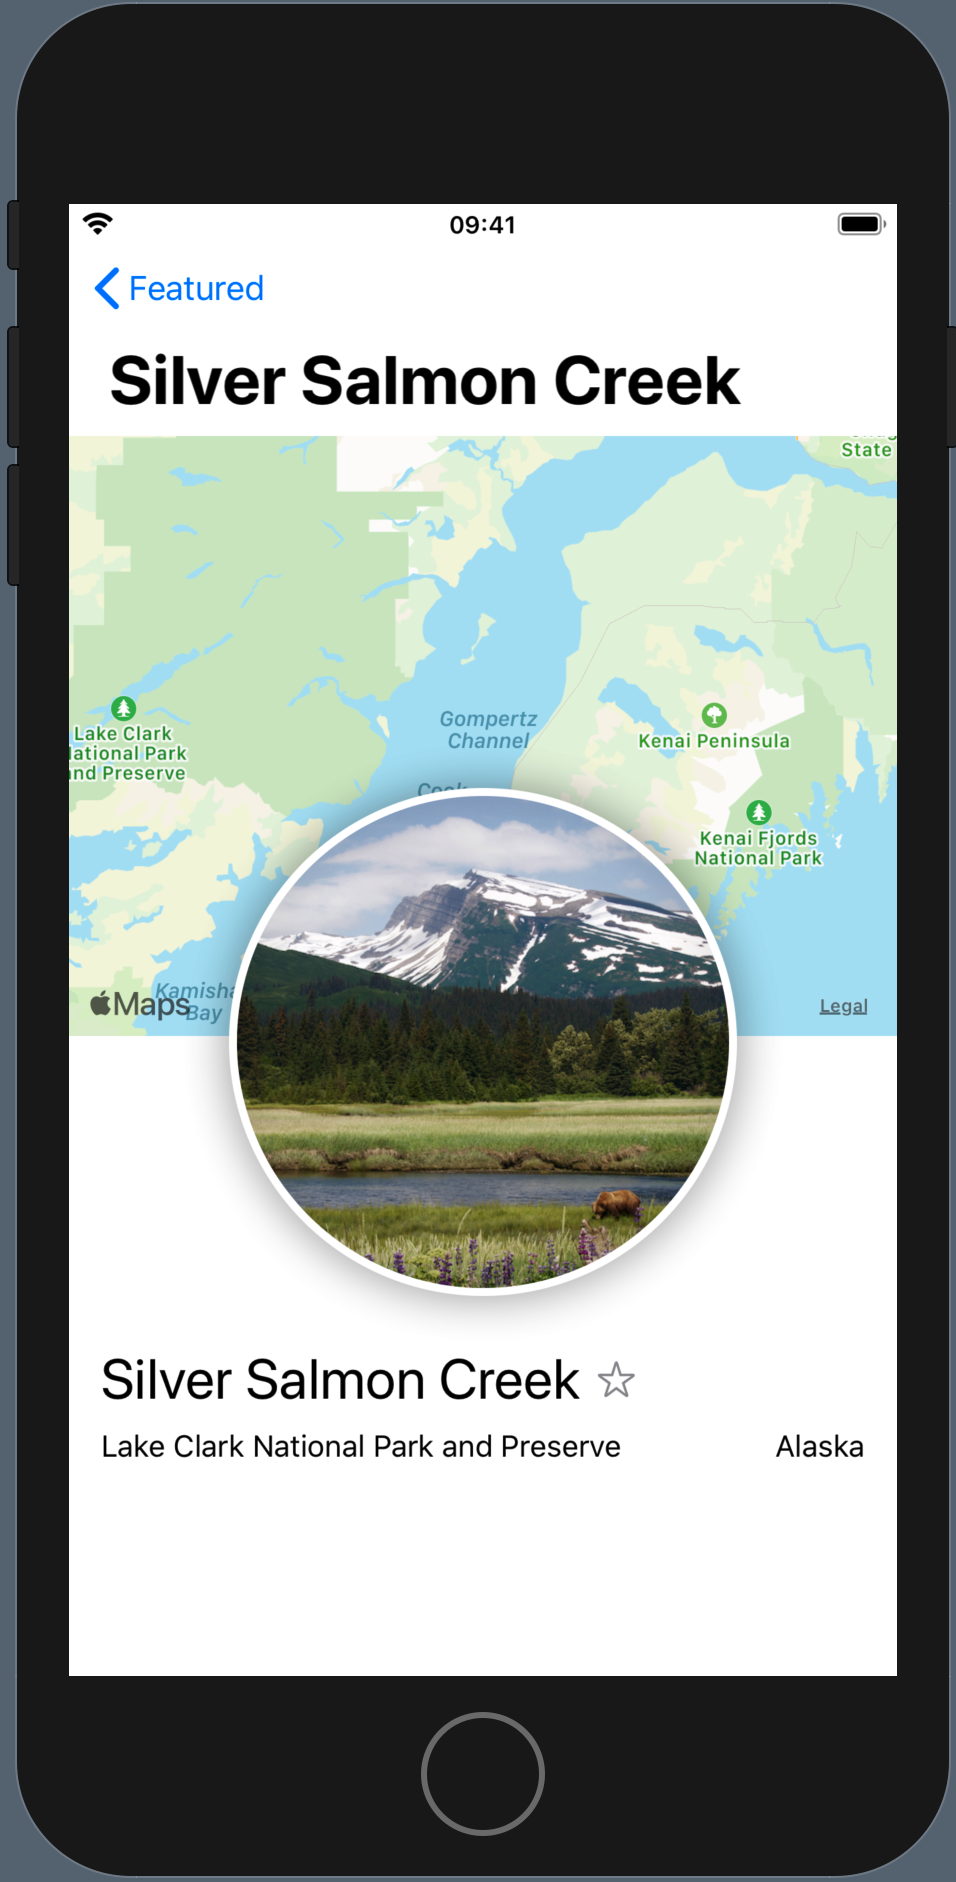 09:41
Featured
Silver Salmon Creek
State
Gompertz
Channel
Lake Clark
ational Park
nd Preserve
Kenai Peninsula
Cook
Kenai Fjords
National Park
Kamisha
Bay
Maps
Legal
Silver Salmon Creek
Lake Clark National Park and Preserve
Alaska